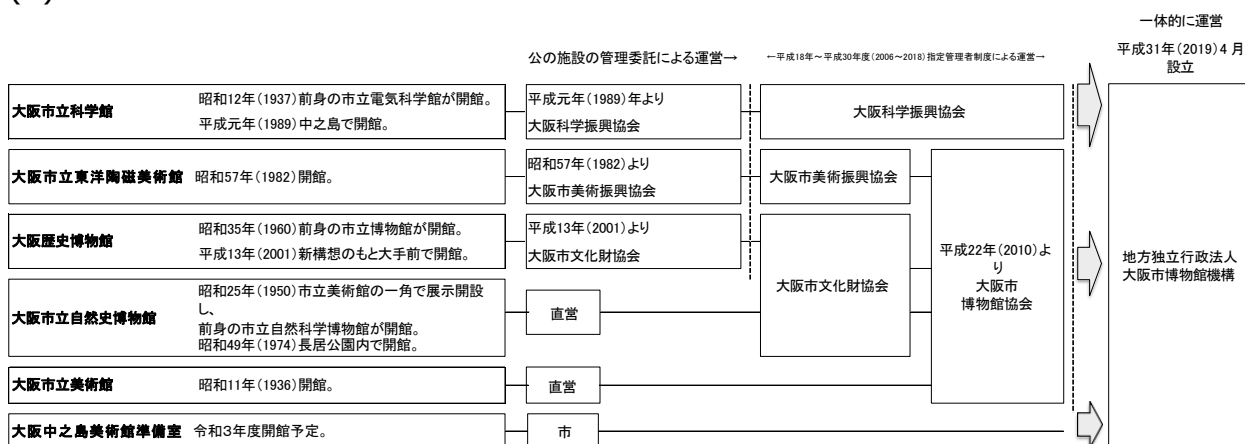 一体的に運営
平成31年(2019)4月
設立
公の施設の管理委託による運営→
←平成18年～平成30年度(2006～2018)指定管理者制度による運営→
大阪市立科学館
昭和12年(1937)前身の市立電気科学館が開館。
平成元年(1989)中之島で開館。
平成元年(1989)年より
大阪科学振興協会
大阪科学振興協会
大阪市立東洋陶磁美術館
昭和57年(1982)開館。
昭和57年(1982)より
大阪市美術振興協会
大阪市美術振興協会
大阪歴史博物館
昭和35年(1960)前身の市立博物館が開館。
平成13年(2001)新構想のもと大手前で開館。
平成13年(2001)より
大阪市文化財協会
大阪市文化財協会
平成22年(2010)よ
り
大阪市
博物館協会
地方独立行政法人
大阪市博物館機構
大阪市立自然史博物館
昭和25年(1950)市立美術館の一角で展示開設
し、
前身の市立自然科学博物館が開館。
昭和49年(1974)長居公園内で開館。
直営
大阪市立美術館
昭和11年(1936)開館。
直営
大阪中之島美術館準備室
令和3年度開館予定。
市